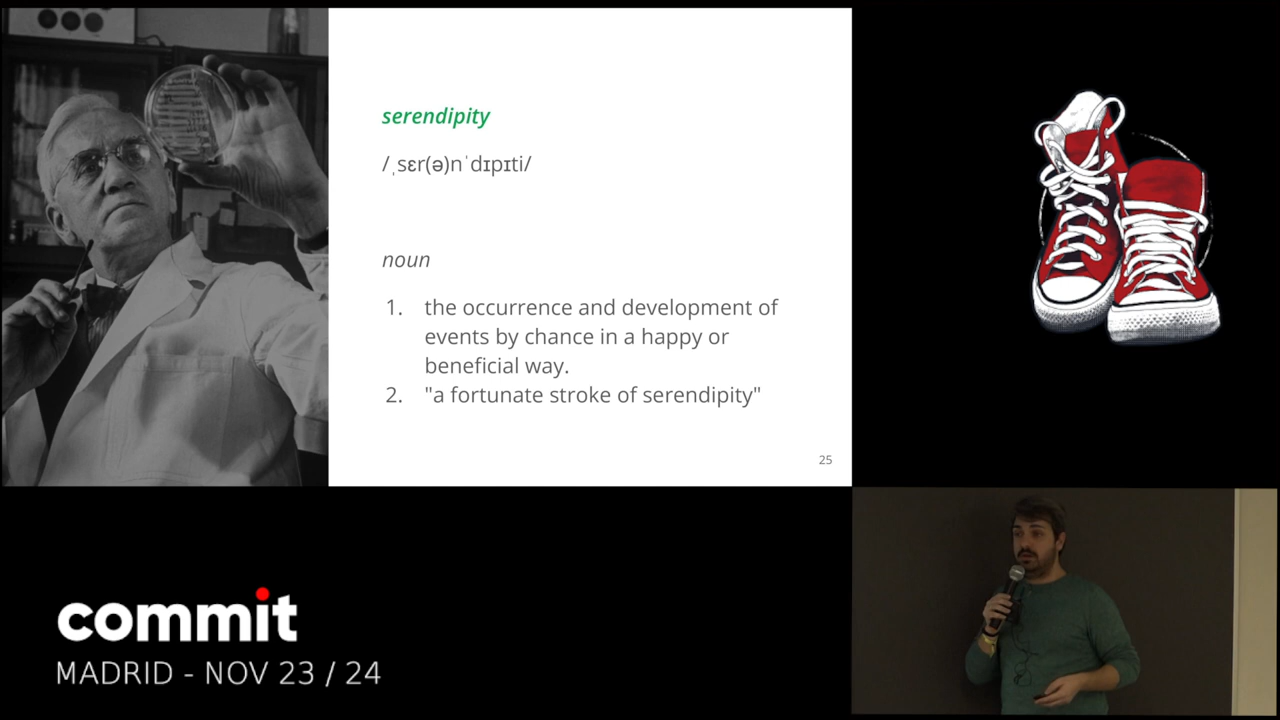 serendipity
/ˌsɛr(ə)nˈdɪpɪti/
noun
1. the occurrence and development of
events by chance in a happy or
beneficial way.
2. "a fortunate stroke of serendipity"
25
commit
MADRID - NOV 23 / 24